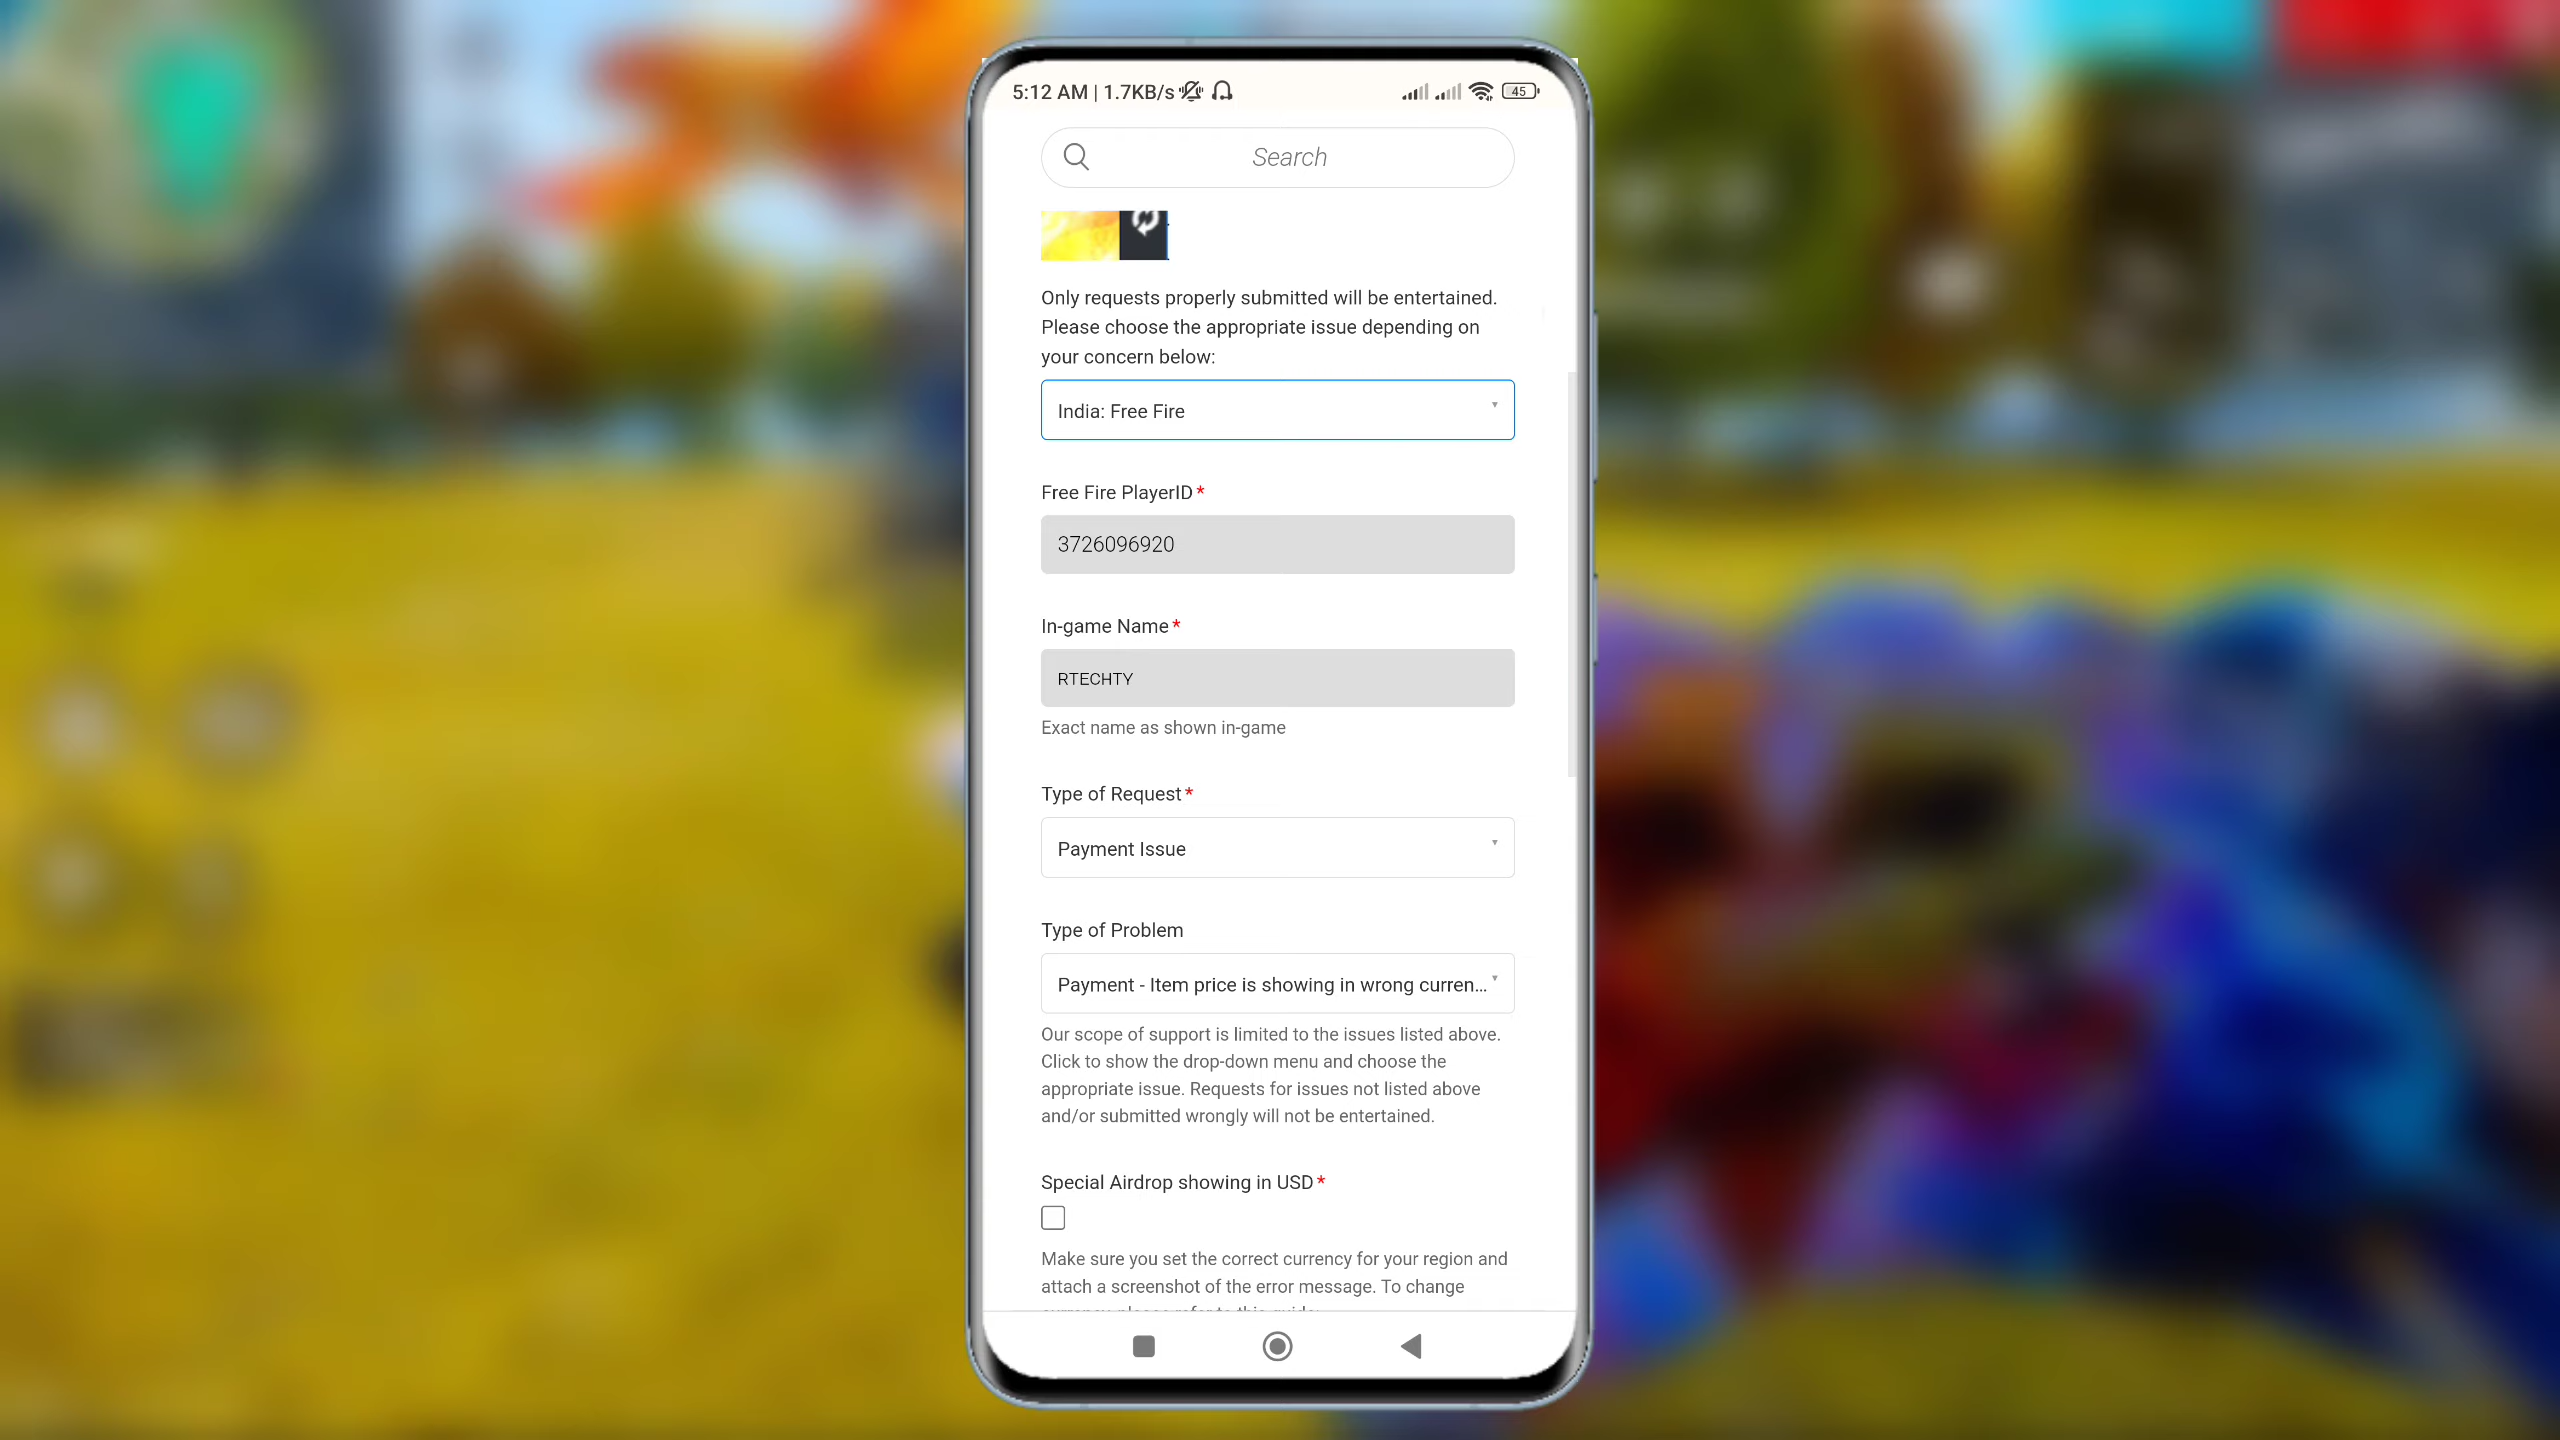 5:12 AM | 1.7KB/s
45
Search
Only requests properly submitted will be entertained.
Please choose the appropriate issue depending on
your concern below:
India: Free Fire
Free Fire PlayerID*
3726096920
In-game Name*
RTECHTY
Exact name as shown in-game
Type of Request*
Payment Issue
Type of Problem
Payment - Item price is showing in wrong curren...
Our scope of support is limited to the issues listed above.
Click to show the drop-down menu and choose the
appropriate issue. Requests for issues not listed above
and/or submitted wrongly will not be entertained.
Special Airdrop showing in USD*
Make sure you set the correct currency for your region and
attach a screenshot of the error message. To change